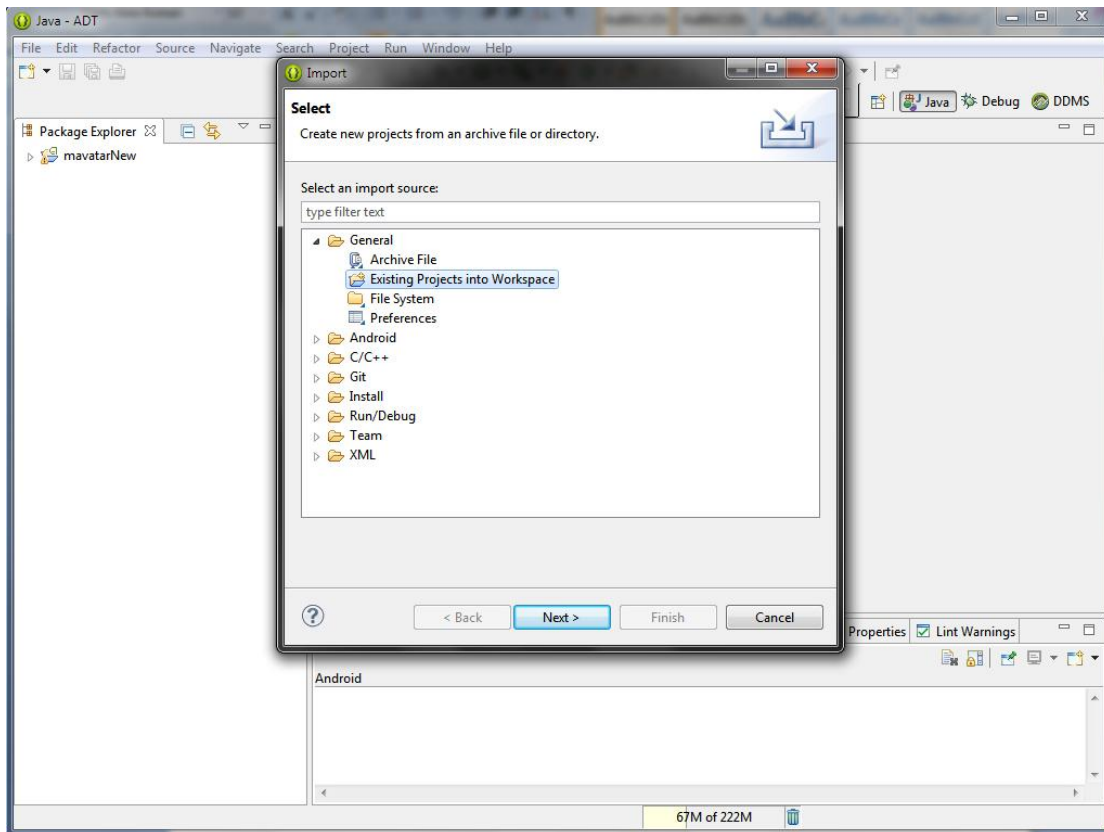 Java - ADT
File Edit Refactor Source Navigate Search Project Run Window Help
Import
Java Debug DDMS
Select
Create new projects from an archive file or directory.
Package Explorer
mavatarNew
Select an import source:
type filter text
General
Archive File
Existing Projects into Workspace
File System
Preferences
Android
C/C++
Git
Install
Run/Debug
Team
XML
< Back Next > Finish Cancel
Properties Lint Warnings
Android
67M of 222M